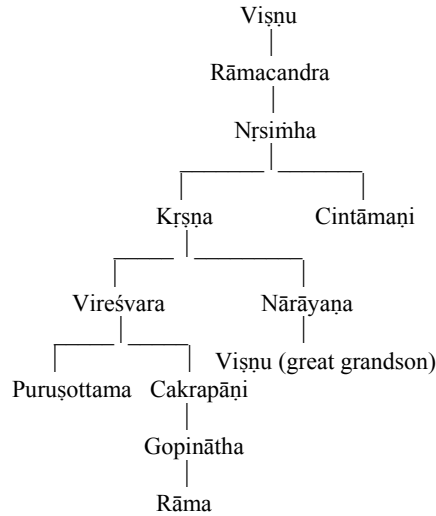 Viṣṇu
Rāmacandra
Nṛsiṁha
Kṛṣṇa Cintāmaṇi
Vireśvara Nārāyaṇa
Viṣṇu (great grandson)
Puruṣottama Cakrapāṇi
Gopinātha
Rāma